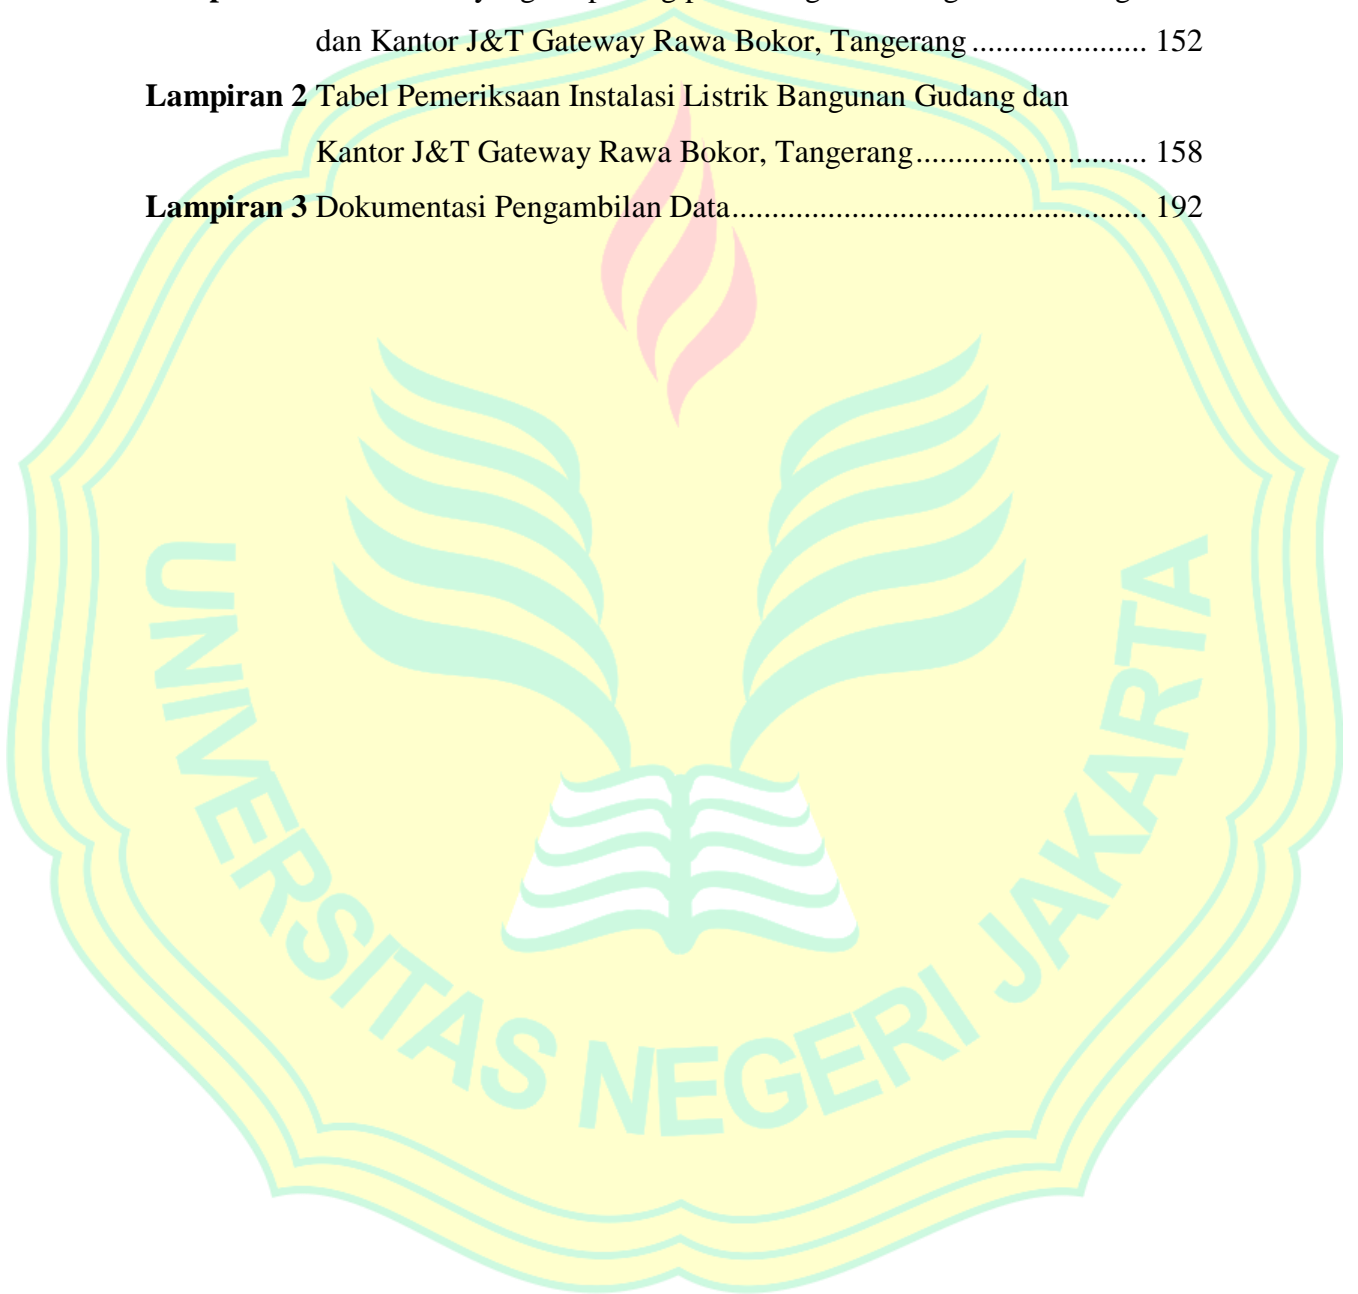 dan Kantor J&T Gateway Rawa Bokor, Tangerang ...................... 152
Lampiran 2 Tabel Pemeriksaan Instalasi Listrik Bangunan Gudang dan
Kantor J&T Gateway Rawa Bokor, Tangerang ............................. 158
Lampiran 3 Dokumentasi Pengambilan Data .................................................... 192
UNIVERSITAS NEGERI JAKARTA